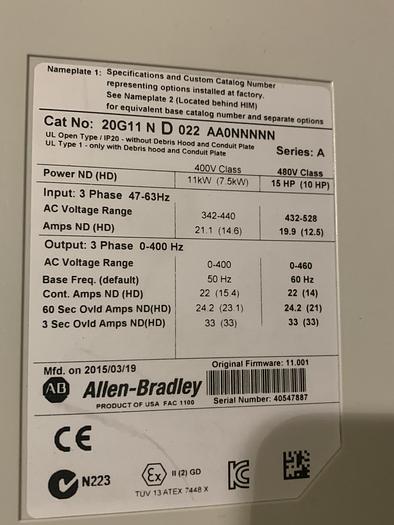 Nameplate 1: Specifications and Custom Catalog Number
representing options installed at factory.
See Nameplate 2 (Located behind HIM)
for equivalent base catalog number and separate options
Cat No: 20G11 N D 022 AA0NNNNN
UL Open Type / IP20 - without Debris Hood and Conduit Plate
UL Type 1 - only with Debris hood and Conduit Plate
Series: A
400V Class 480V Class
Power ND (HD) 11kW (7.5kW) 15 HP (10 HP)
Input: 3 Phase 47-63Hz
AC Voltage Range 342-440 432-528
Amps ND (HD) 21.1 (14.6) 19.9 (12.5)
Output: 3 Phase 0-400 Hz
AC Voltage Range 0-400 0-460
Base Freq. (default) 50 Hz 60 Hz
Cont. Amps ND (HD) 22 (15.4) 22 (14)
60 Sec Ovld Amps ND(HD) 24.2 (23.1) 24.2 (21)
3 Sec Ovld Amps ND(HD) 33 (33) 33 (33)
Mfd. on 2015/03/19
Original Firmware: 11.001
AB Allen-Bradley
PRODUCT OF USA FAC 1100
Serial Number: 40547887
CE
N223
Ex II (2) GD
TUV 13 ATEX 7448 X